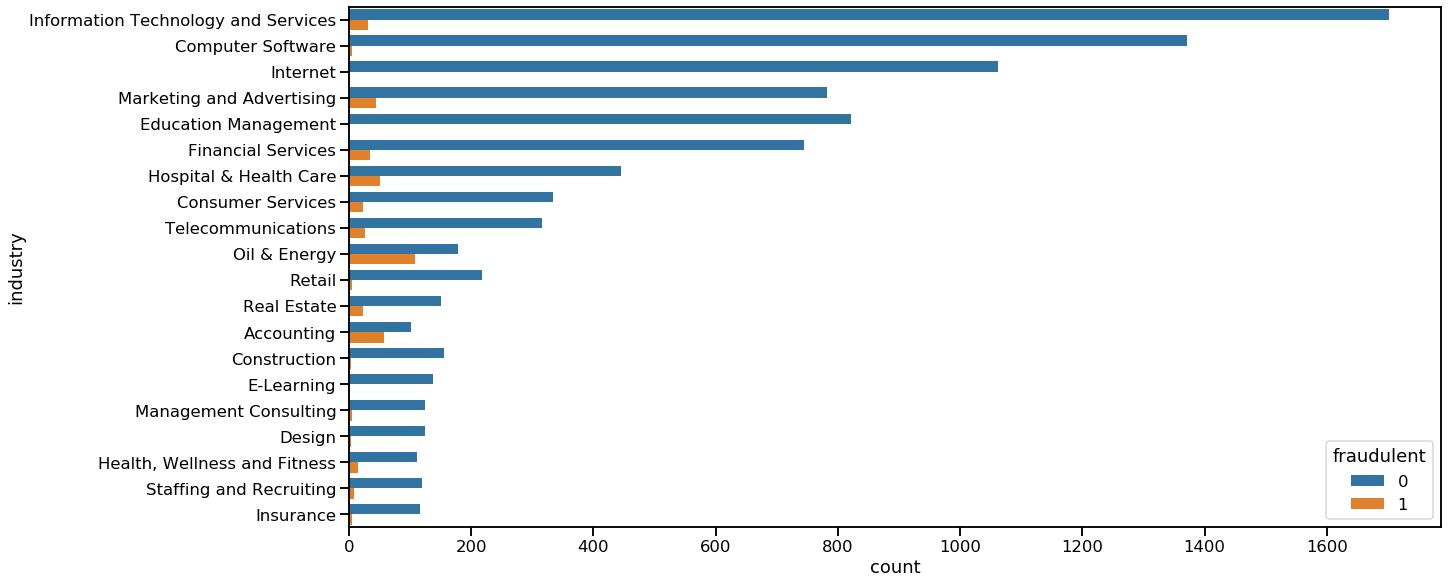 Information Technology and Services
Computer Software
Internet
Marketing and Advertising
Education Management
Financial Services
Hospital & Health Care
Consumer Services
Telecommunications
Oil & Energy
Retail
Real Estate
Accounting
Construction
E-Learning
Management Consulting
Design
Health, Wellness and Fitness
Staffing and Recruiting
Insurance
industry
0 200 400 600 800 1000 1200 1400 1600
count
fraudulent
0
1